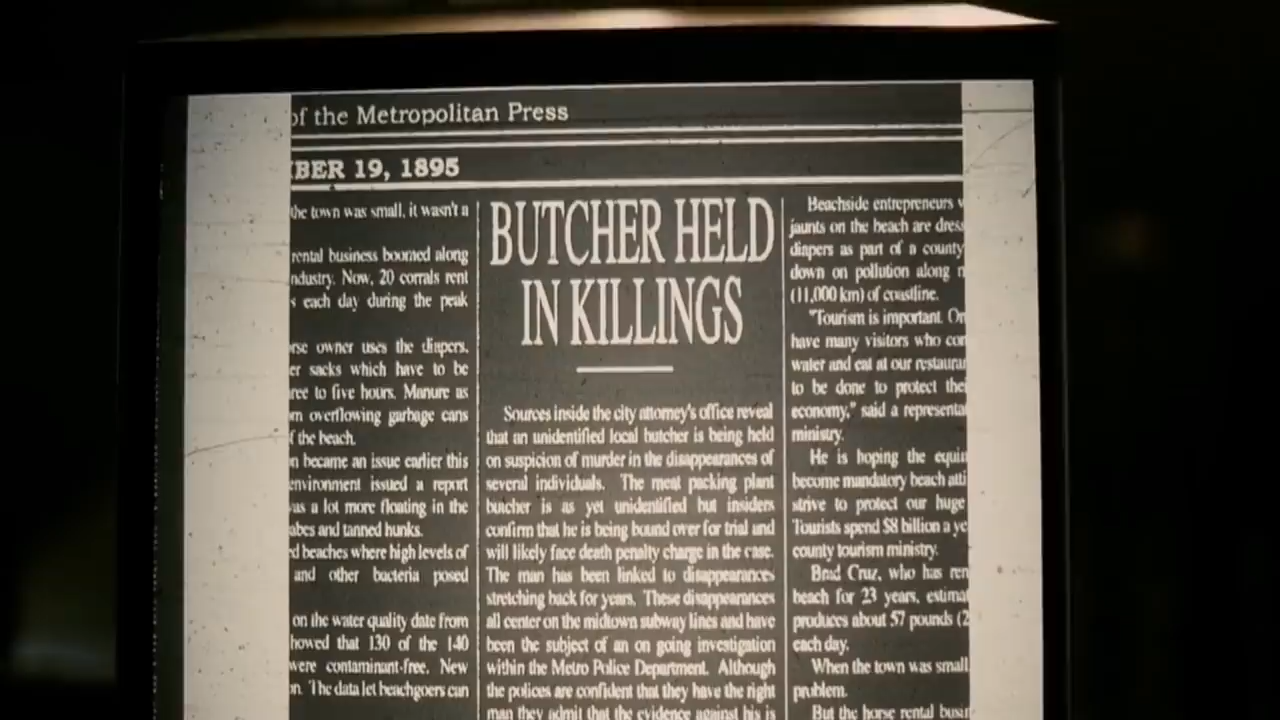 of the Metropolitan Press
BER 19, 1895
the town was small, it wasn't a
rental business boomed along
ndustry. Now, 20 corrals rent
s each day during the peak
rse owner uses the diapers,
er sacks which have to be
ree to five hours. Manure as
m overflowing garbage cans
f the beach.
n became an issue earlier this
environment issued a report
was a lot more floating in the
abes and tanned hunks.
d beaches where high levels of
and other bacteria posed
on the water quality date from
howed that 130 of the 140
were contaminant-free. New
n. The data let beachgoers can
BUTCHER HELD
IN KILLINGS
Sources inside the city attorney's office reveal
that an unidentified local butcher is being held
on suspicion of murder in the disappearances of
several individuals. The meat packing plant
butcher is as yet unidentified but insiders
confirm that he is being bound over for trial and
will likely face death penalty charge in the case.
The man has been linked to disappearances
stretching back for years. These disappearances
all center on the midtown subway lines and have
been the subject of an on going investigation
within the Metro Police Department. Although
the polices are confident that they have the right
man they admit that the evidence against his is
Beachside entrepreneurs w
jaunts on the beach are dress
diapers as part of a county
down on pollution along n
(11,000 km) of coastline.
"Tourism is important. On
have many visitors who com
water and eat at our restauran
to be done to protect thei
economy," said a representa
ministry.
He is hoping the equin
become mandatory beach atti
strive to protect our huge
Tourists spend $8 billion a ye
county tourism ministry.
Brad Cruz, who has ren
beach for 23 years, estimat
produces about 57 pounds (2
each day.
When the town was small
problem.
But the horse rental busin